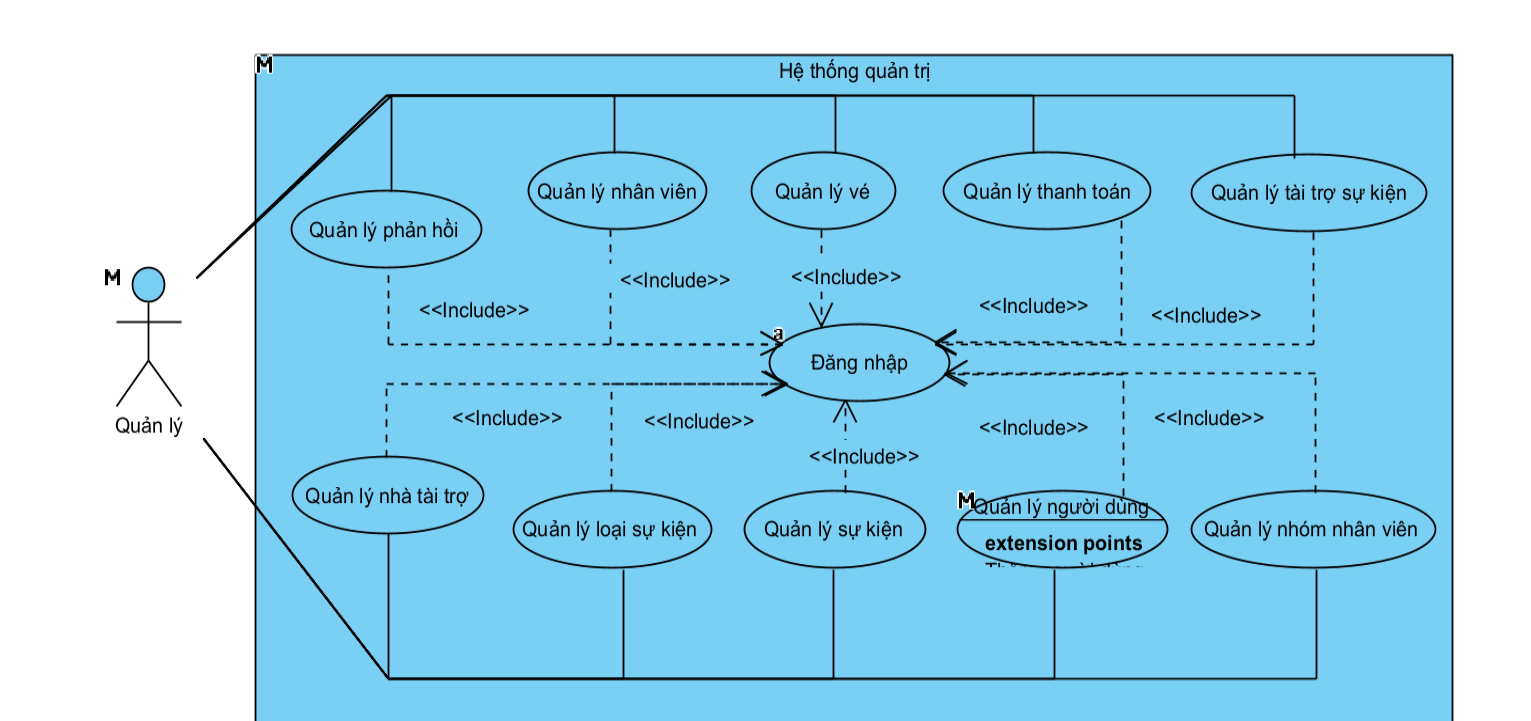 M
Hệ thống quản trị
Quản lý nhân viên
Quản lý vé
Quản lý thanh toán
Quản lý tài trợ sự kiện
Quản lý phản hồi
M
<<Include>>
<<Include>>
<<Include>>
<<Include>>
<<Include>>
a
Đăng nhập
Quản lý
<<Include>>
<<Include>>
<<Include>>
<<Include>>
<<Include>>
Quản lý nhà tài trợ
Quản lý loại sự kiện
Quản lý sự kiện
M
Quản lý người dùng
extension points
Quản lý nhóm nhân viên